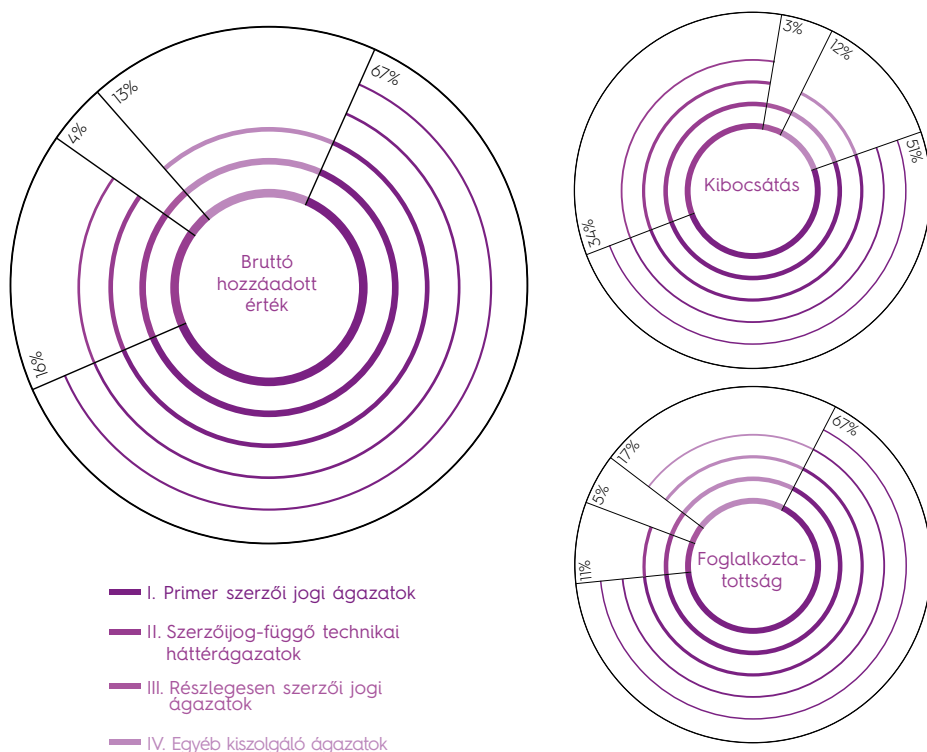 67%
13%
4%
16%
Bruttó
hozzáadott
érték
3%
12%
51%
34%
Kibocsátás
67%
17%
5%
11%
Foglalkozta-
tottság
I. Primer szerzői jogi ágazatok
II. Szerzőijog-függő technikai
háttérágazatok
III. Részlegesen szerzői jogi
ágazatok
IV. Egyéb kiszolgáló ágazatok